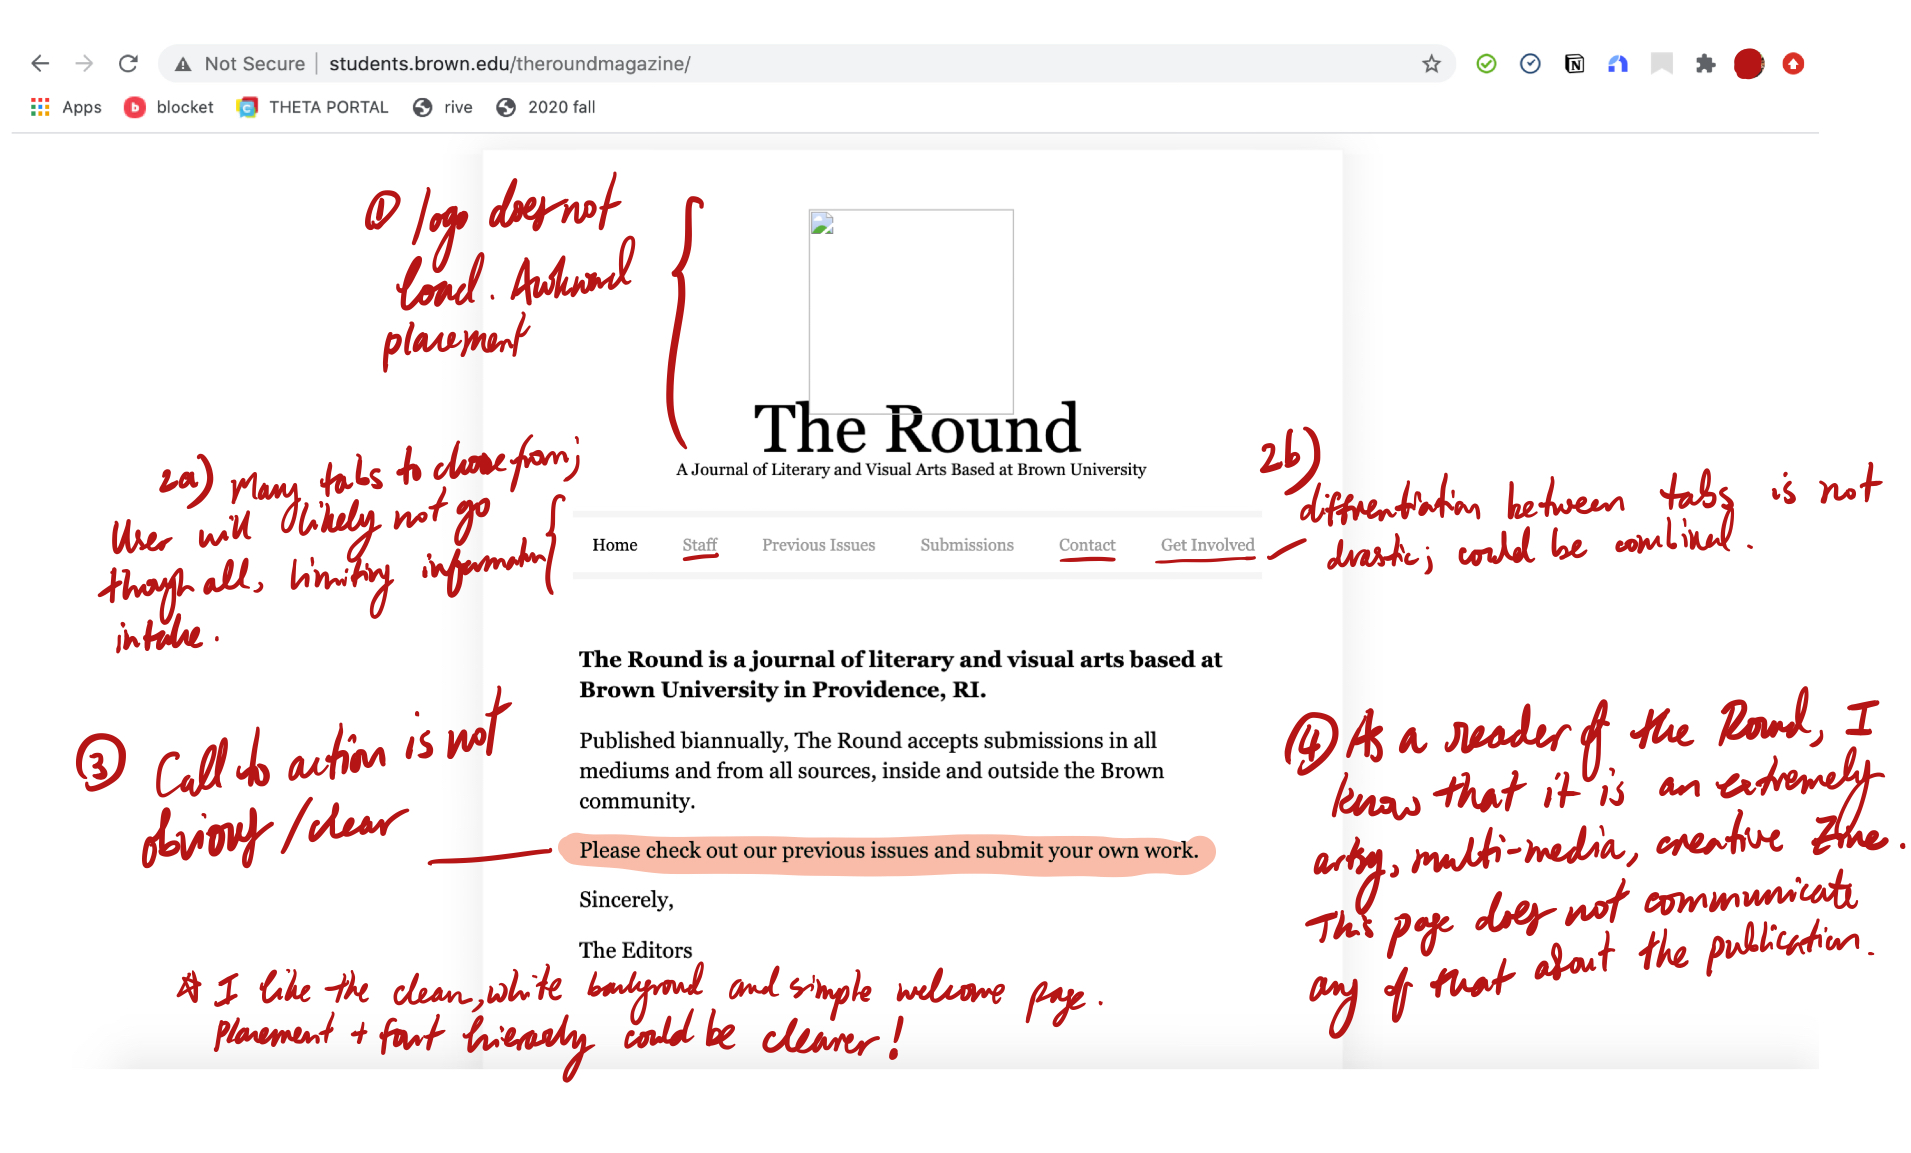 Not Secure | students.brown.edu/theroundmagazine/
Apps blocket THETA PORTAL rive 2020 fall
① logo does not
load. Awkward
placement
The Round
A Journal of Literary and Visual Arts Based at Brown University
2a) Many tabs to choose from;
User will likely not go
though all, limiting information
intake.
2b)
diffrentiation between tabs is not
drastic; could be combined.
Home Staff Previous Issues Submissions Contact Get Involved
The Round is a journal of literary and visual arts based at
Brown University in Providence, RI.
Published biannually, The Round accepts submissions in all
mediums and from all sources, inside and outside the Brown
community.
③ Call to action is not
obvious/clear
Please check out our previous issues and submit your own work.
Sincerely,
The Editors
④ As a reader of the Round, I
know that it is an extremely
artsy, multi-media, creative Zine.
This page does not communicate
any of that about the publication.
☆ I like the clean, white background and simple welcome page.
Placement + font hierachy could be clearer!